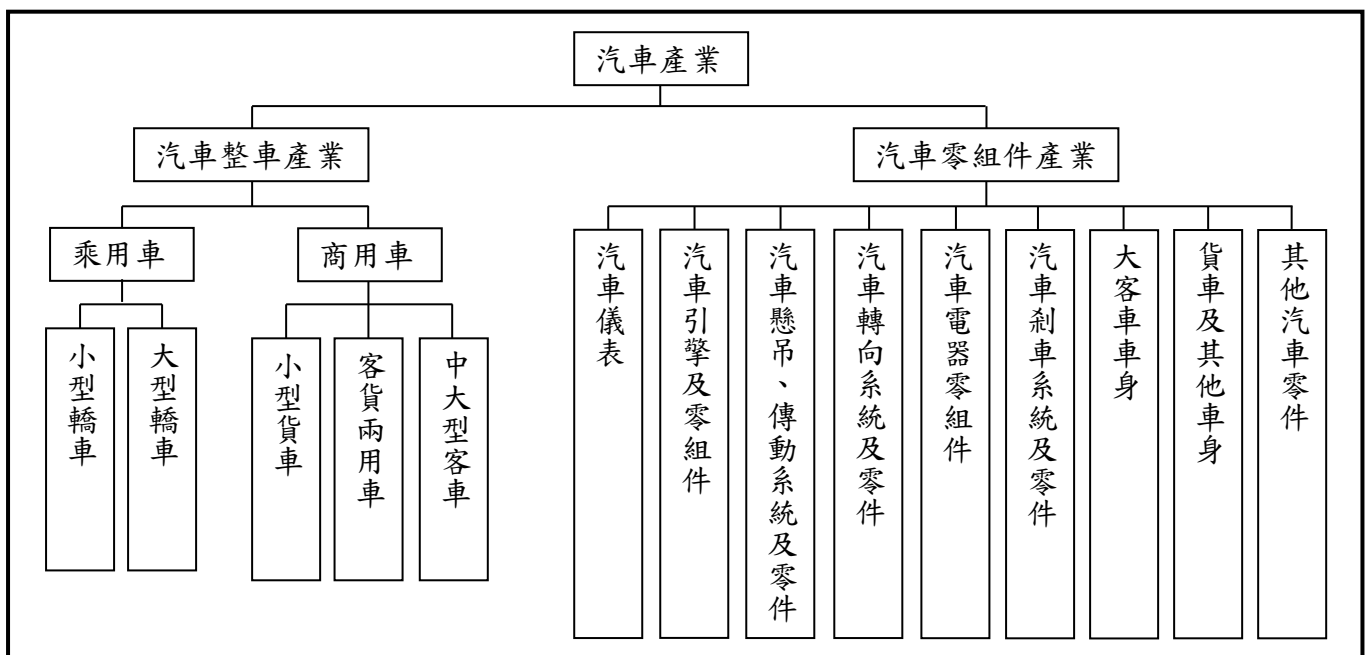 汽車產業
汽車整車產業
汽車零組件產業
乘用車
商用車
小型轎車
大型轎車
小型貨車
客貨兩用車
中大型客車
汽車儀表
汽車引擎及零組件
汽車懸吊、傳動系統及零件
汽車轉向系統及零件
汽車電器零組件
汽車剎車系統及零件
大客車車身
貨車及其他車身
其他汽車零件